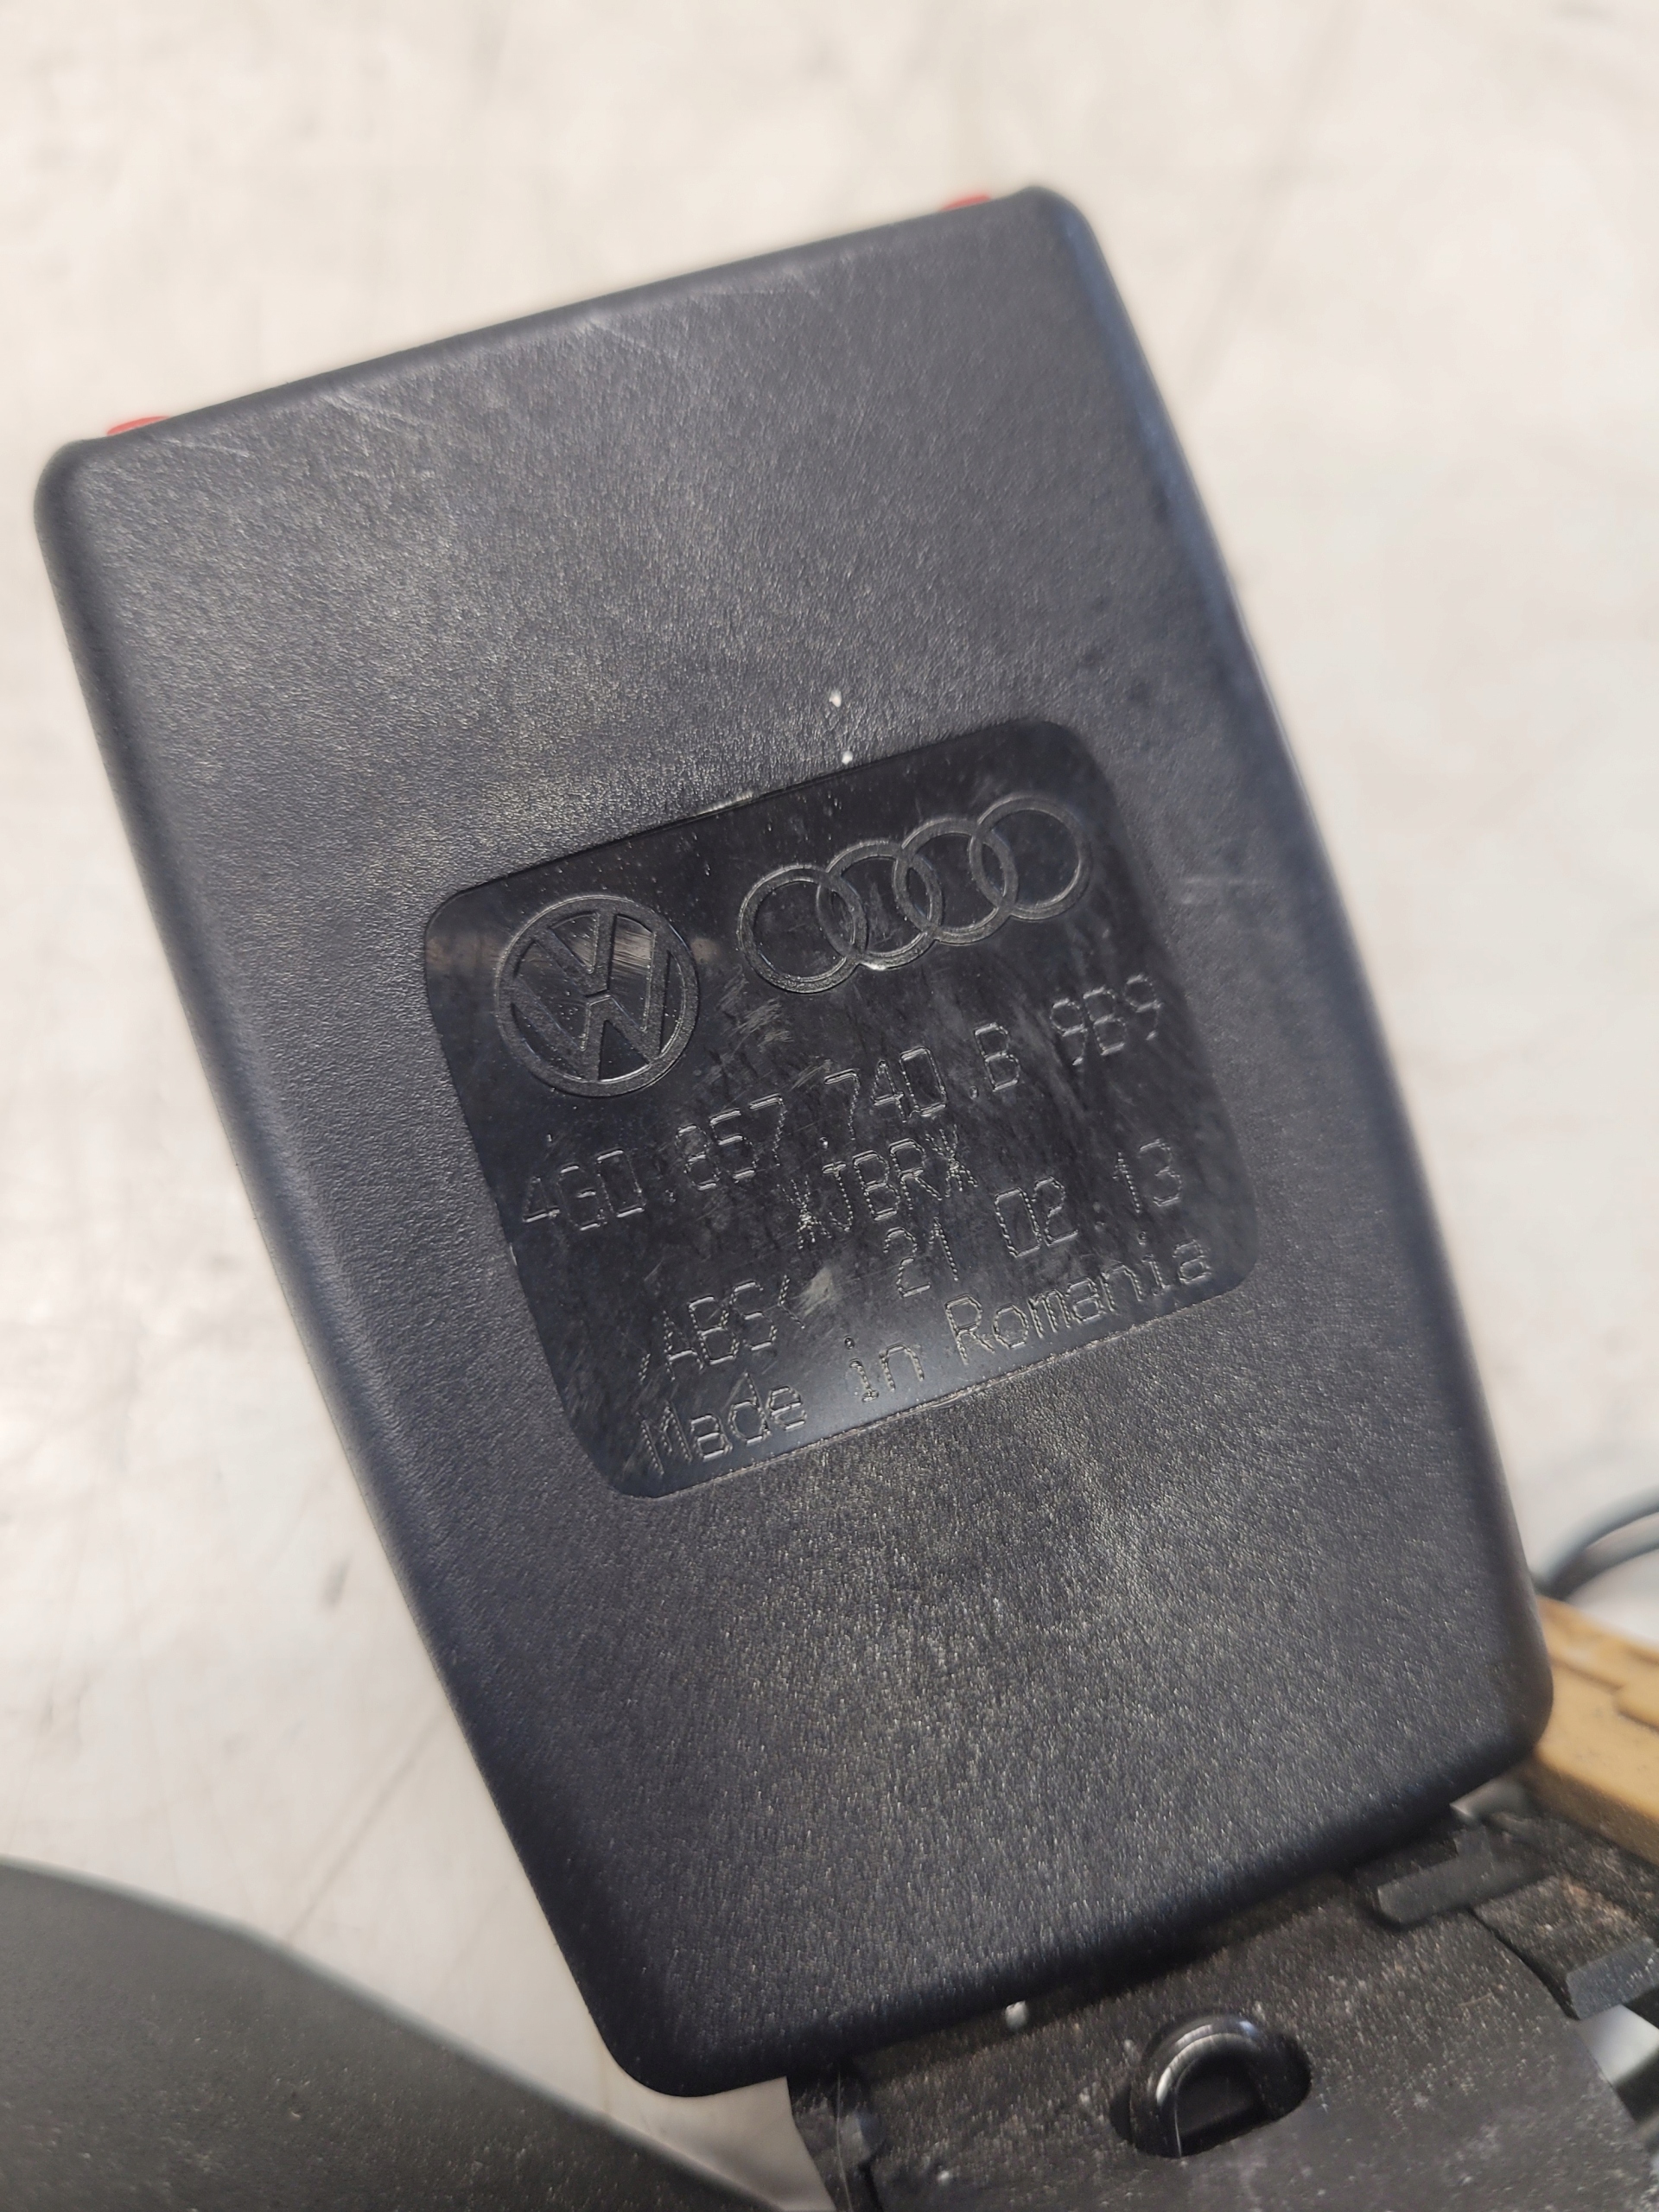 4G0.857.740.B 9B9
XJBRX
>ABS< 21 02.13
Made in Romania